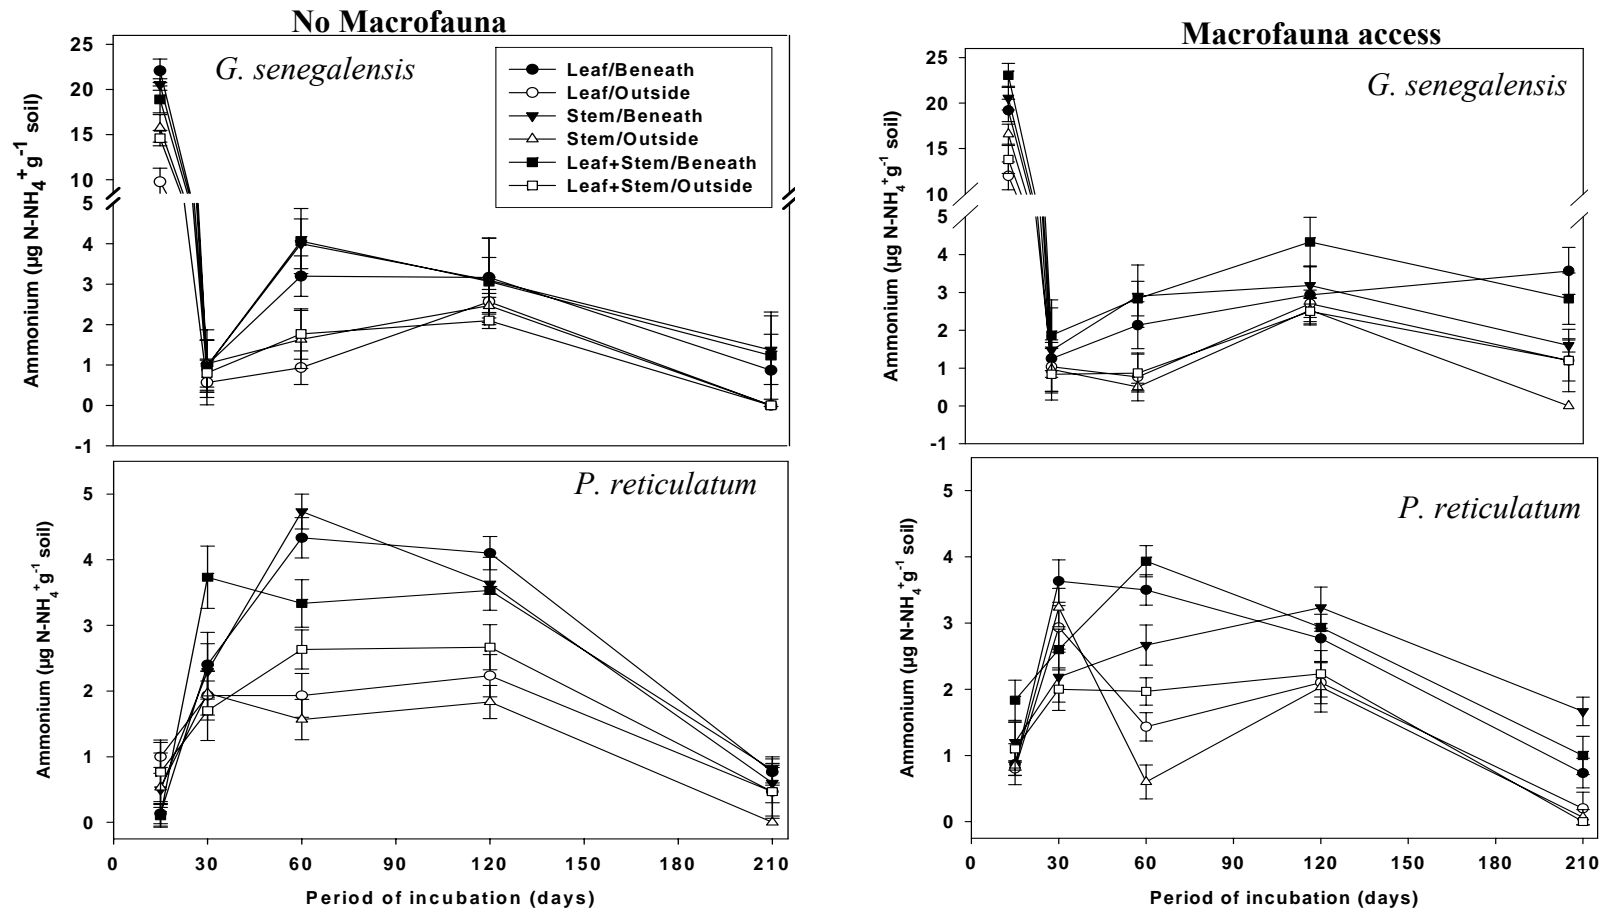 No Macrofauna
Macrofauna access
25
20
15
10
5
4
3
2
1
0
-1
Ammonium (µg N-NH₄⁺g⁻¹ soil)
G. senegalensis
Leaf/Beneath
Leaf/Outside
Stem/Beneath
Stem/Outside
Leaf+Stem/Beneath
Leaf+Stem/Outside
25
20
15
10
5
4
3
2
1
0
-1
Ammonium (µg N-NH₄⁺g⁻¹ soil)
G. senegalensis
5
4
3
2
1
0
Ammonium (µg N-NH₄⁺g⁻¹ soil)
P. reticulatum
0 30 60 90 120 150 180 210
Period of incubation (days)
5
4
3
2
1
0
Ammonium (µg N-NH₄⁺g⁻¹ soil)
P. reticulatum
0 30 60 90 120 150 180 210
Period of incubation (days)